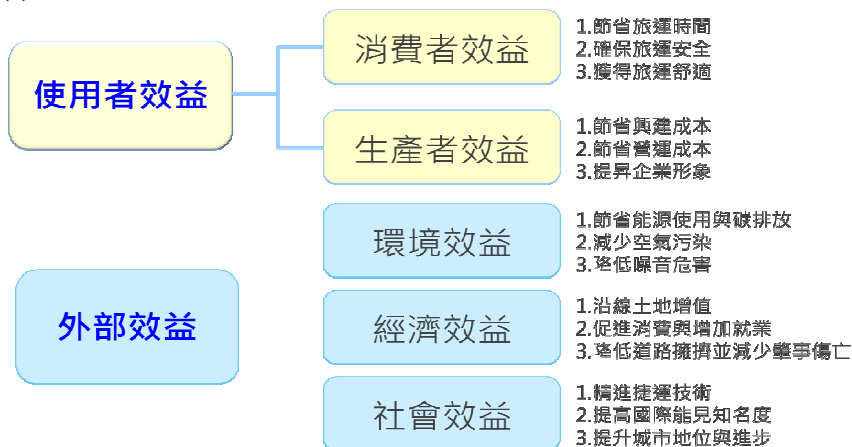 使用者效益
消費者效益
1.節省旅運時間
2.確保旅運安全
3.獲得旅運舒適
生產者效益
1.節省興建成本
2.節省營運成本
3.提昇企業形象
外部效益
環境效益
1.節省能源使用與碳排放
2.減少空氣污染
3.降低噪音危害
經濟效益
1.沿線土地增值
2.促進消費與增加就業
3.降低道路擁擠並減少肇事傷亡
社會效益
1.精進捷運技術
2.提高國際能見知名度
3.提升城市地位與進步